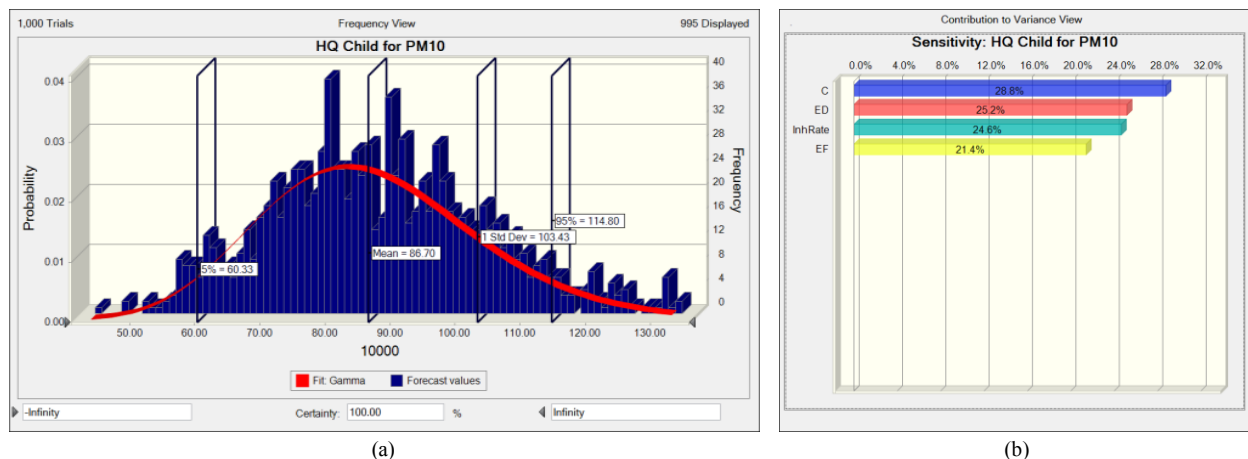 1,000 Trials
Frequency View
995 Displayed
HQ Child for PM10
Probability
0.04
0.03
0.02
0.01
0.00
Frequency
40
36
32
28
24
20
16
12
8
4
0
5% = 60.33
Mean = 86.70
1 Std Dev = 103.43
95% = 114.80
50.00 60.00 70.00 80.00 90.00 100.00 110.00 120.00 130.00
10000
Fit: Gamma
Forecast values
-Infinity
Certainty: 100.00 %
Infinity
(a)
Contribution to Variance View
Sensitivity: HQ Child for PM10
0.0% 4.0% 8.0% 12.0% 16.0% 20.0% 24.0% 28.0% 32.0%
C 28.8%
ED 25.2%
InhRate 24.6%
EF 21.4%
(b)